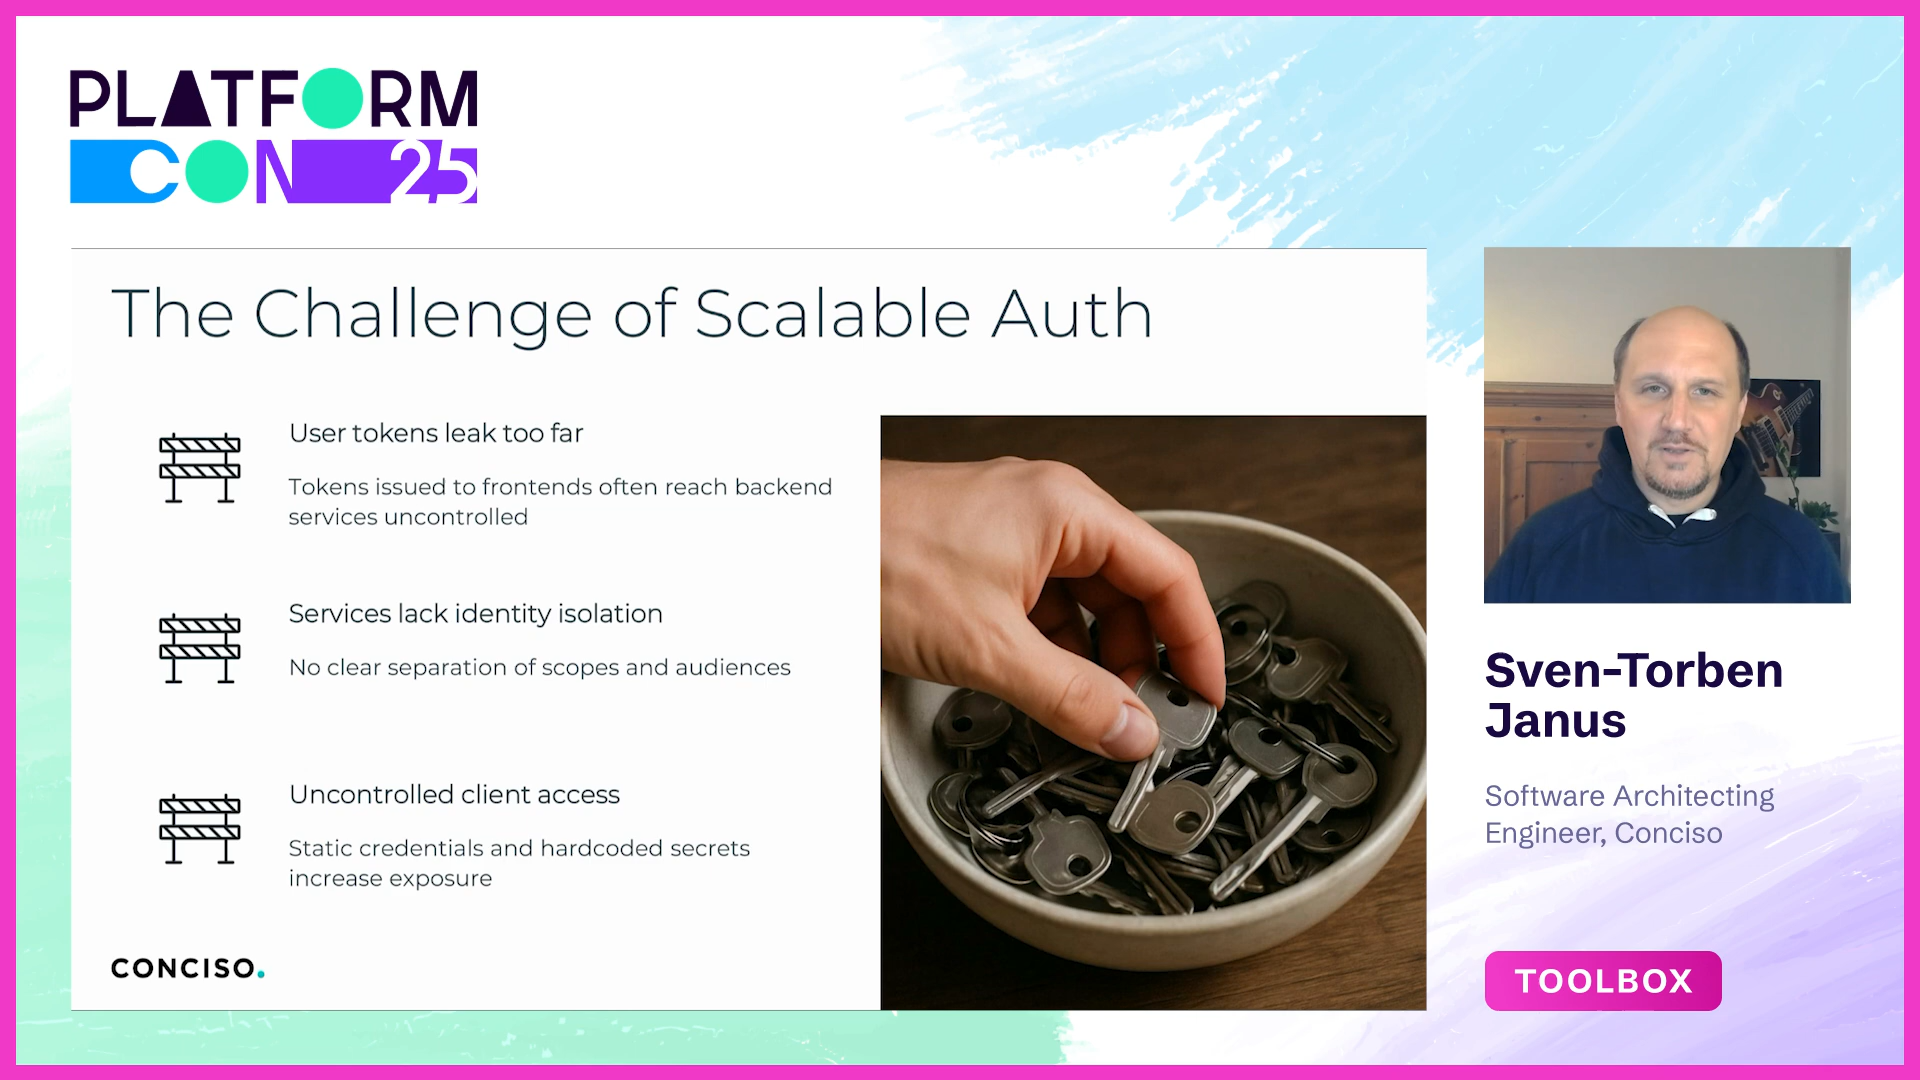 PLATFORM
CON 25
The Challenge of Scalable Auth
User tokens leak too far
Tokens issued to frontends often reach backend
services uncontrolled
Services lack identity isolation
No clear separation of scopes and audiences
Uncontrolled client access
Static credentials and hardcoded secrets
increase exposure
CONCISO.
Sven-Torben
Janus
Software Architecting
Engineer, Conciso
TOOLBOX